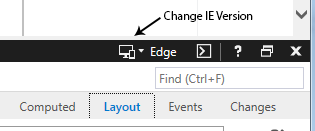 Change IE Version
Edge ?
Find (Ctrl+F)
Computed Layout Events Changes